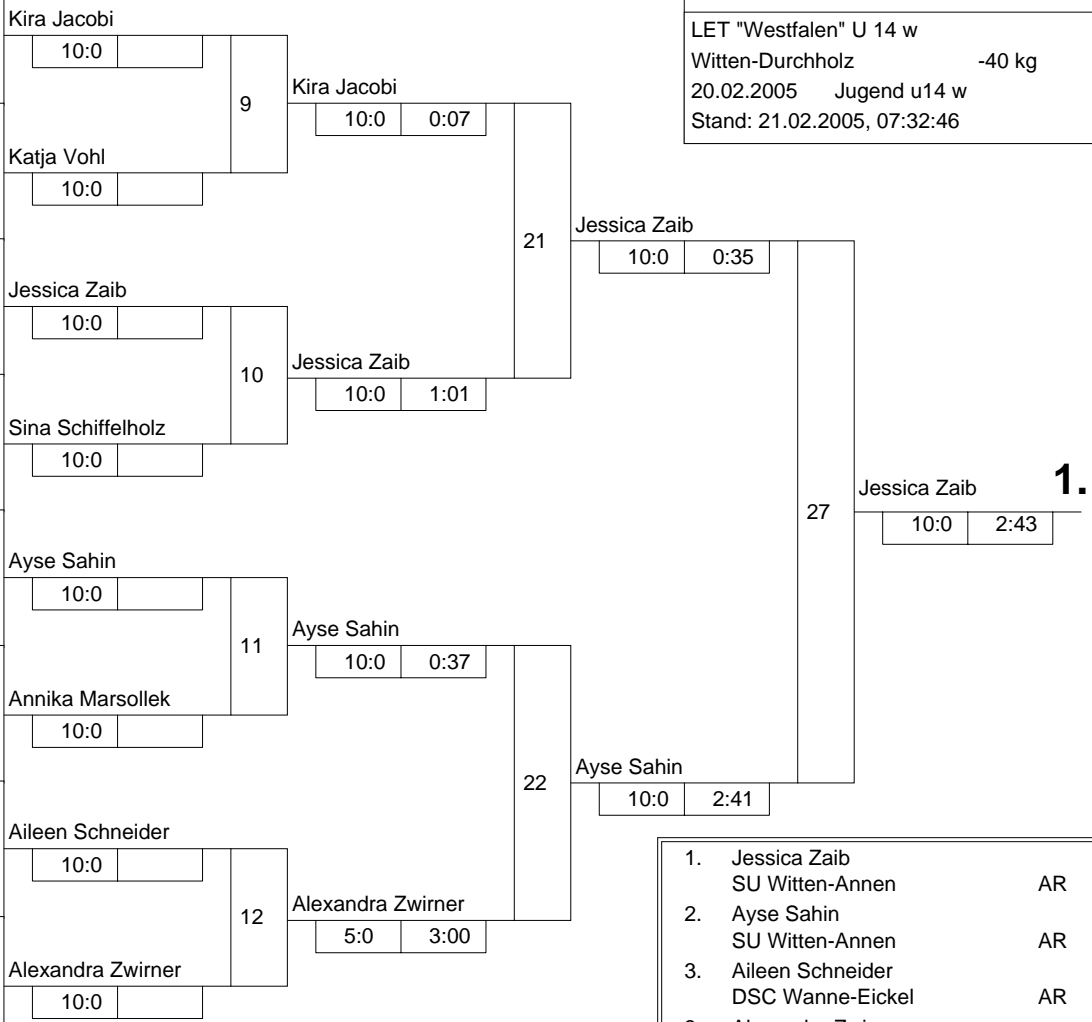 Kira Jacobi
10:0
9
Katja Vohl
10:0
Kira Jacobi
10:0 0:07
Jessica Zaib
10:0
10
Sina Schiffelholz
10:0
Jessica Zaib
10:0 1:01
21
Jessica Zaib
10:0 0:35
Ayse Sahin
10:0
11
Annika Marsollek
10:0
Ayse Sahin
10:0 0:37
Aileen Schneider
10:0
12
Alexandra Zwirner
10:0
Alexandra Zwirner
5:0 3:00
22
Ayse Sahin
10:0 2:41
27
Jessica Zaib 1.
10:0 2:43
LET "Westfalen" U 14 w
Witten-Durchholz -40 kg
20.02.2005 Jugend u14 w
Stand: 21.02.2005, 07:32:46
1. Jessica Zaib
SU Witten-Annen AR
2. Ayse Sahin
SU Witten-Annen AR
3. Aileen Schneider
DSC Wanne-Eickel AR